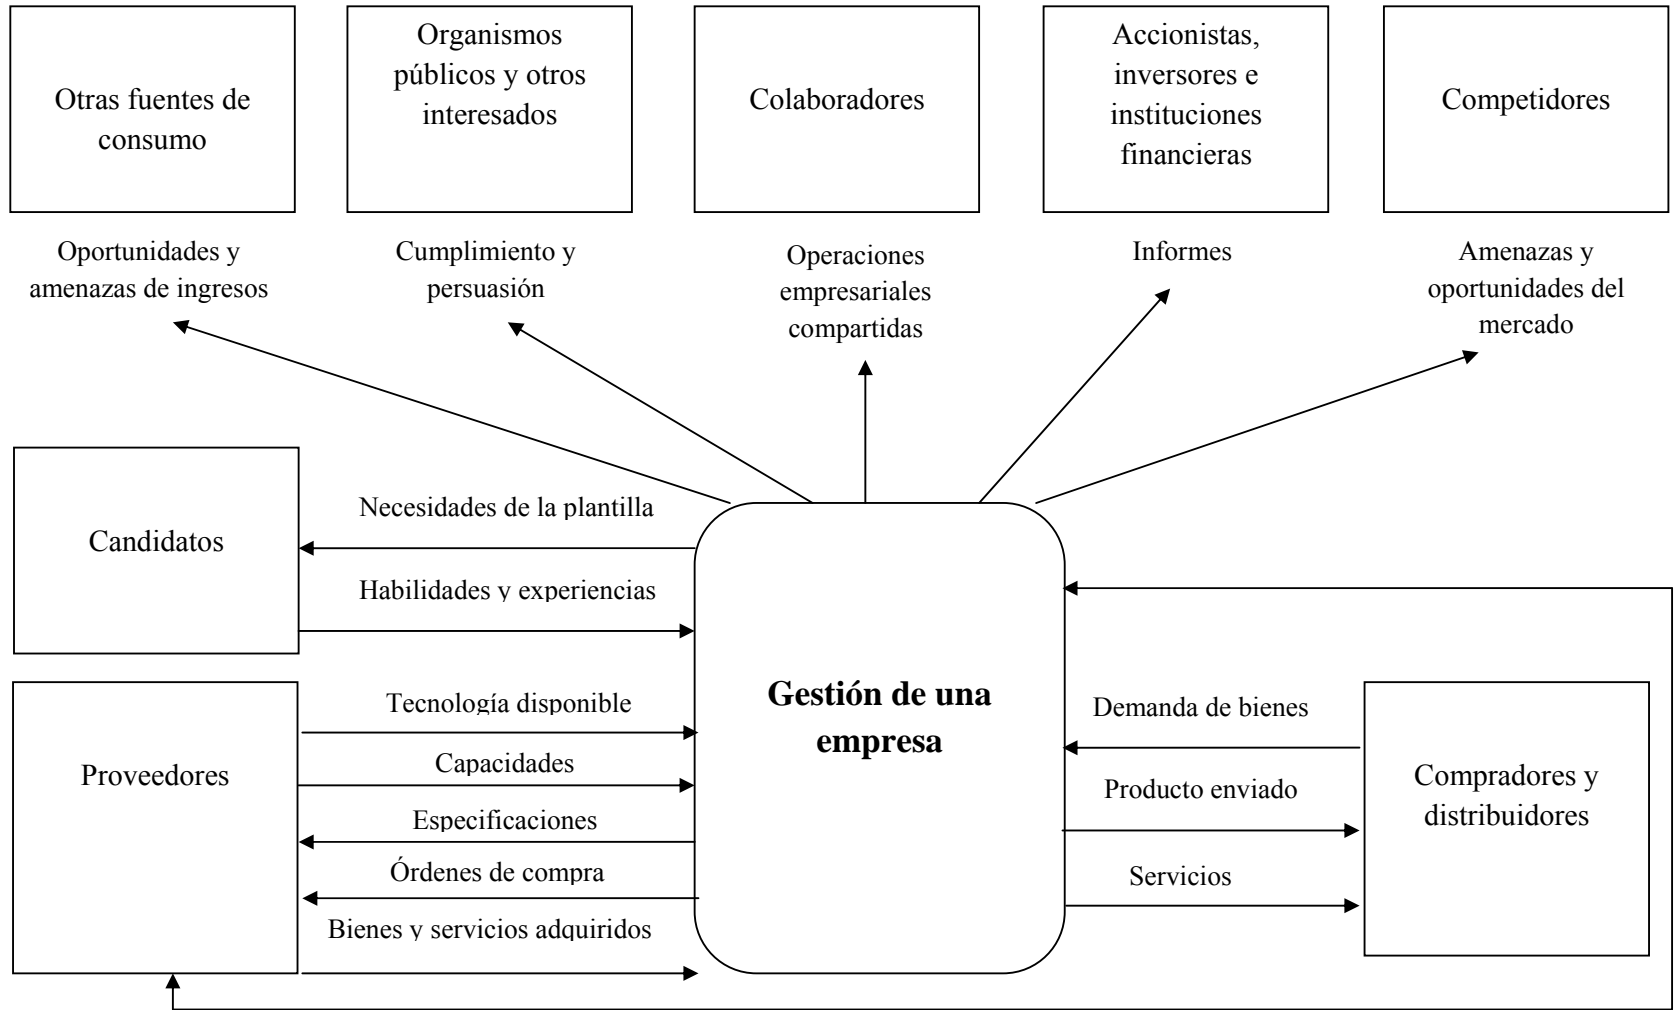 Otras fuentes de
consumo
Organismos
públicos y otros
interesados
Colaboradores
Accionistas,
inversores e
instituciones
financieras
Competidores
Oportunidades y
amenazas de ingresos
Cumplimiento y
persuasión
Operaciones
empresariales
compartidas
Informes
Amenazas y
oportunidades del
mercado
Candidatos
Necesidades de la plantilla
Habilidades y experiencias
Proveedores
Tecnología disponible
Capacidades
Especificaciones
Órdenes de compra
Bienes y servicios adquiridos
Gestión de una
empresa
Demanda de bienes
Producto enviado
Servicios
Compradores y
distribuidores